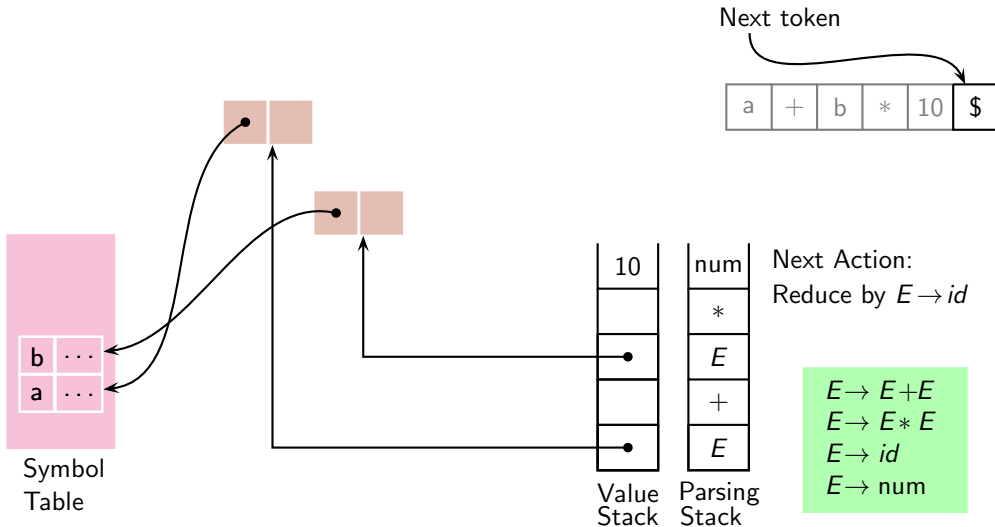 Next token
a + b * 10 $
10 num
*
E
+
E
Next Action:
Reduce by E → id
b ...
a ...
Symbol
Table
Value
Stack
Parsing
Stack
E → E + E
E → E * E
E → id
E → num